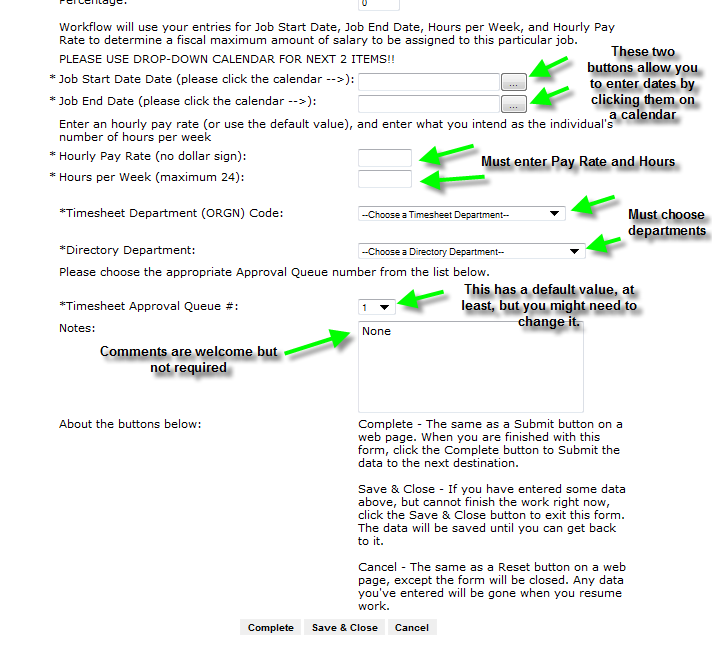 Percentage:
0
Workflow will use your entries for Job Start Date, Job End Date, Hours per Week, and Hourly Pay
Rate to determine a fiscal maximum amount of salary to be assigned to this particular job.
PLEASE USE DROP-DOWN CALENDAR FOR NEXT 2 ITEMS!!
* Job Start Date Date (please click the calendar -->):
...
* Job End Date (please click the calendar -->):
...
These two
buttons allow you
to enter dates by
clicking them on
a calendar
Enter an hourly pay rate (or use the default value), and enter what you intend as the individual's
number of hours per week
* Hourly Pay Rate (no dollar sign):
* Hours per Week (maximum 24):
Must enter Pay Rate and Hours
*Timesheet Department (ORGN) Code:
--Choose a Timesheet Department--
Must choose
departments
*Directory Department:
--Choose a Directory Department--
Please choose the appropriate Approval Queue number from the list below.
*Timesheet Approval Queue #:
1
This has a default value, at
least, but you might need to
change it.
Notes:
None
Comments are welcome but
not required
About the buttons below:
Complete - The same as a Submit button on a
web page. When you are finished with this
form, click the Complete button to Submit the
data to the next destination.
Save & Close - If you have entered some data
above, but cannot finish the work right now,
click the Save & Close button to exit this form.
The data will be saved until you can get back
to it.
Cancel - The same as a Reset button on a web
page, except the form will be closed. Any data
you've entered will be gone when you resume
work.
Complete Save & Close Cancel